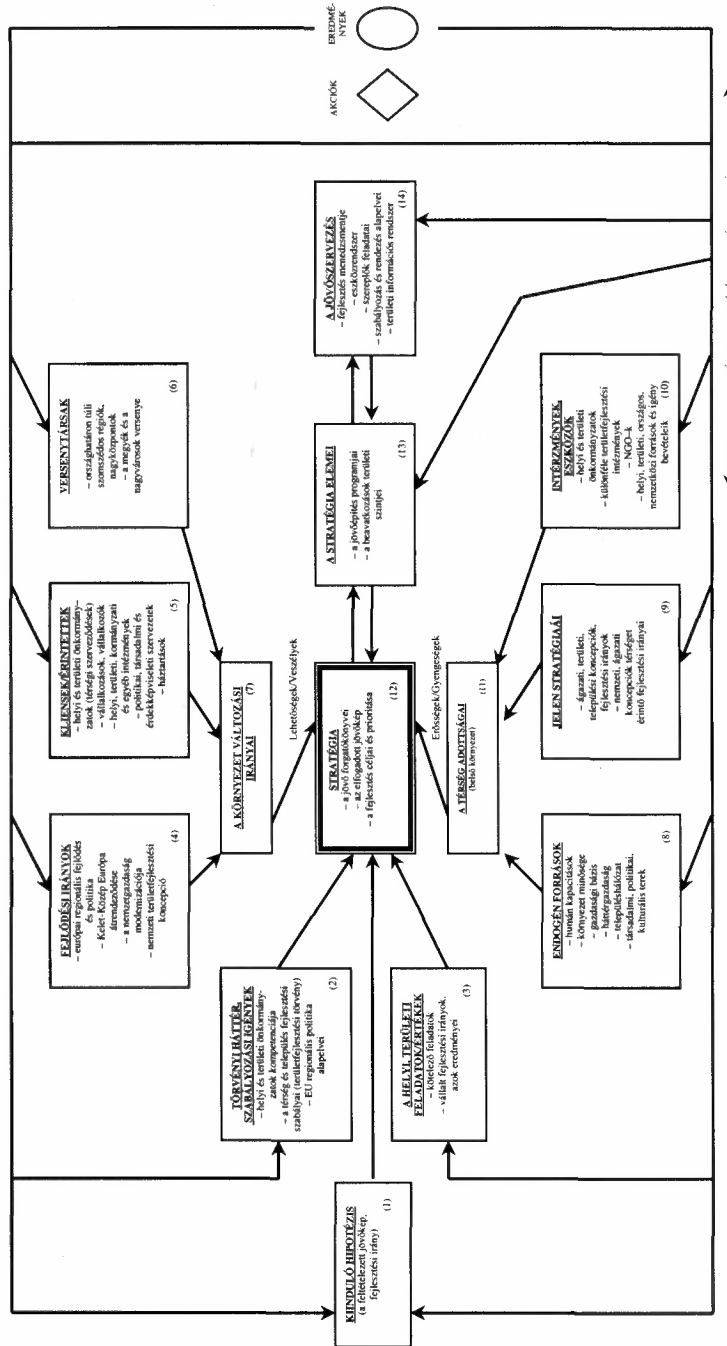 KIINDULÓ HIPOTÉZIS
(a feltételezett jövőkép,
fejlesztési irány)
(1)
TÖRVÉNYI HÁTTÉR,
SZABÁLYOZÁSI IGÉNYEK
– helyi és területi önkormány-
zatok kompetenciája
– a térség és település fejlesztési
szabályai (területfejlesztési törvény)
– EU regionális politika
alapelvei
(2)
A HELYI, TERÜLETI
FELADATOK/ÉRTÉKEK
– kötelező feladatok
– vállalt fejlesztési irányok,
azok eredményei
(3)
FEJLŐDÉSI IRÁNYOK
– európai regionális fejlődés
és politika
– Kelet-Közép Európa
átrendeződése
– a nemzetgazdaság
modernizációja
– nemzeti területfejlesztési
koncepció
(4)
KLIENSEK/ÉRINTETTEK
– helyi és területi önkormány–
zatok (térségi szerveződések)
– vállalkozások, vállalkozók
– helyi, területi, kormányzati
és egyéb intézmények
– politikai, társadalmi és
érdekképviseleti szervezetek
– háztartások
(5)
VERSENYTÁRSAK
– országhatáron túli
szomszédos régiók,
nagyközpontok
– a megyék és a
nagyvárosok versenye
(6)
A KÖRNYEZET VÁLTOZÁSI
IRÁNYAI
(7)
Lehetőségek/Veszélyek
STRATÉGIA
(12)
– a jövő forgatókönyvei
– az elfogadott jövőkép
– a fejlesztés céljai és prioritása
A STRATÉGIA ELEMEI
– a jövőépítés programjai
– a beavatkozások területi
szintjei
(13)
A JÖVŐSZERVEZÉS
– fejlesztés menedzsmentje
– eszközrendszer
– szereplők feladatai
– szabályozás és rendezés alapelvei
– területi információs rendszer
(14)
Erősségek/Gyengeségek
A TÉRSÉG ADOTTSÁGAI
(belső környezet)
(11)
ENDOGÉN FORRÁSOK
– humán kapacitások
– környezet minősége
– gazdasági bázis
– háttérgazdaság
– településhálózat
– társadalmi, politikai,
kulturális terek
(8)
JELEN STRATÉGIAÁI
– ágazati, területi,
települési koncepciók,
fejlesztési irányok
– nemzeti, ágazati
koncepciók térséget
érintő fejlesztési irányai
(9)
INTÉZMÉNYEK,
ESZKÖZÖK
– helyi és területi
önkormányzatok
– különféle területfejlesztési
intézmények
– NGO–k
– helyi, területi, országos,
nemzetközi források és igény
bevételeik
(10)
AKCIÓK
EREDMÉ-
NYEK